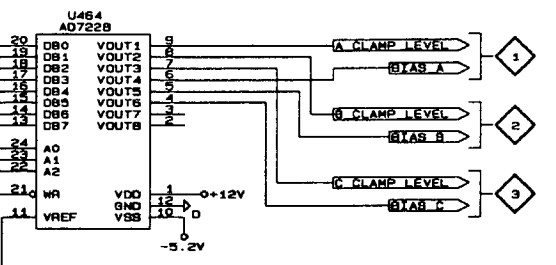 U464
AD7228
20 DB0 VOUT1 9
19 DB1 VOUT2 8
18 DB2 VOUT3 7
17 DB3 VOUT4 6
16 DB4 VOUT5 5
15 DB5 VOUT6 4
14 DB6 VOUT7 3
13 DB7 VOUT8 2
24 A0
23 A1
22 A2
21 WR VDD 1 +12V
GND 12 D
11 VREF VSS 10
-5.2V
A CLAMP LEVEL
BIAS A
1
B CLAMP LEVEL
BIAS B
2
C CLAMP LEVEL
BIAS C
3